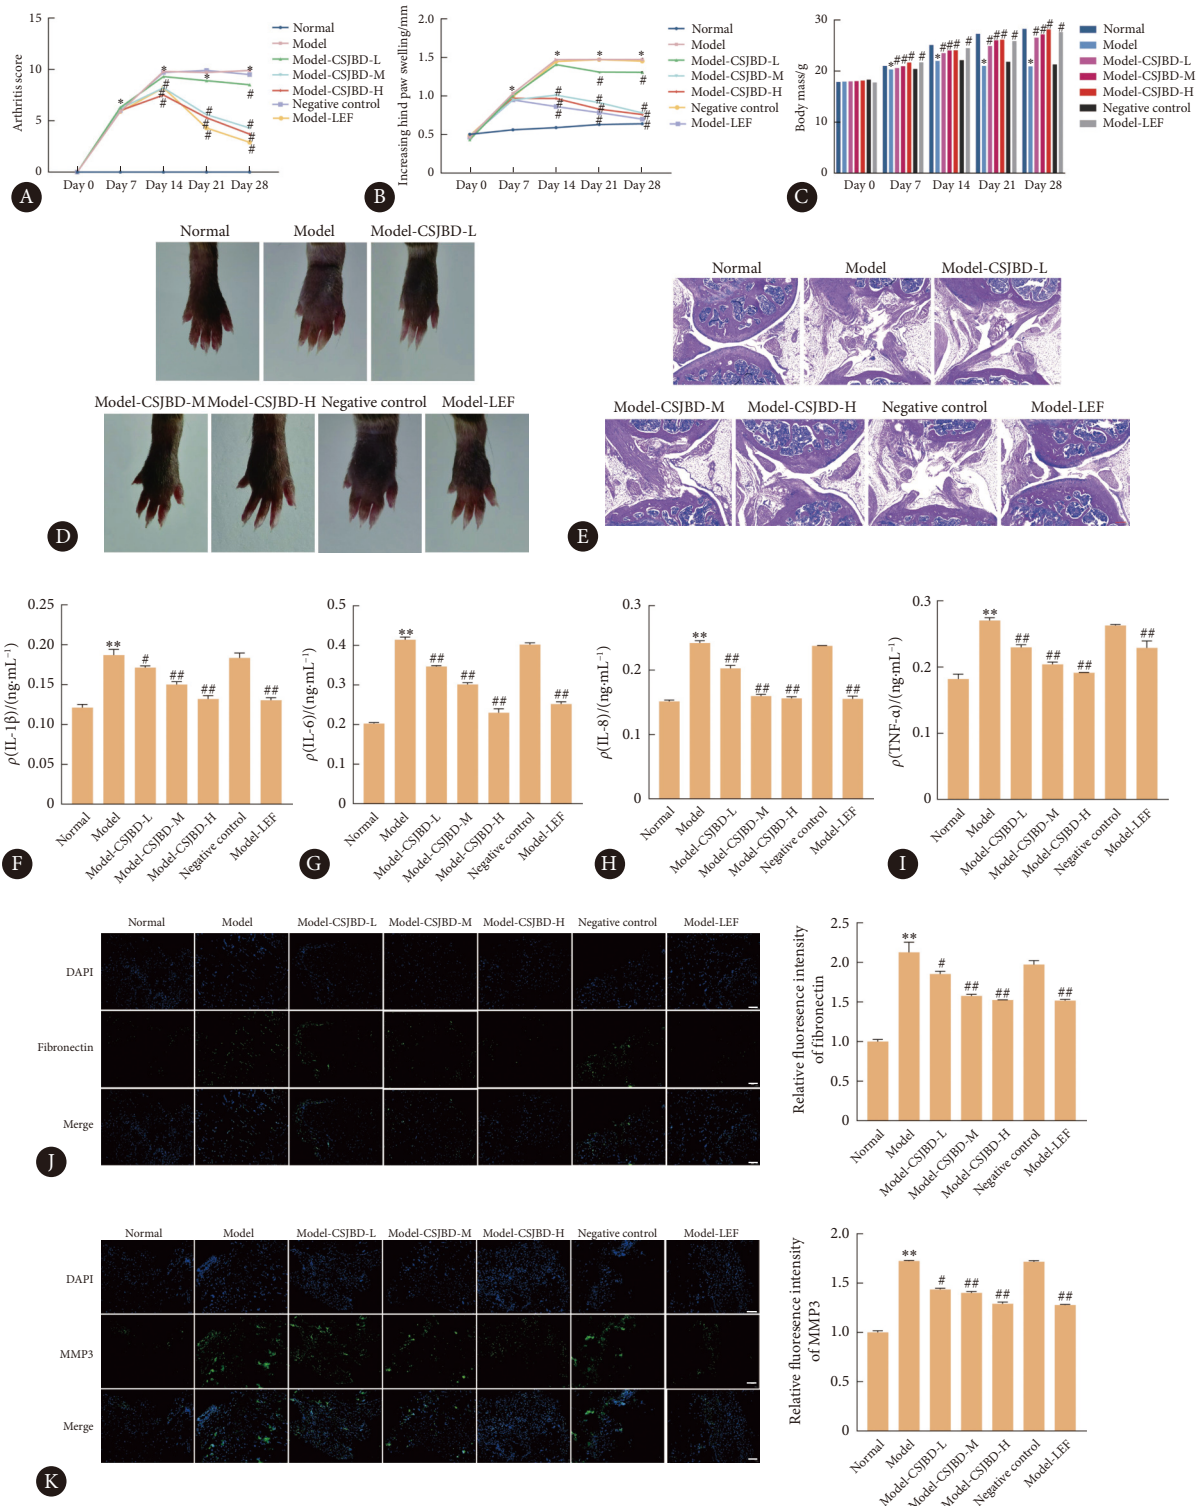 15
10
5
0
Arthritis score
Day 0 Day 7 Day 14 Day 21 Day 28
* * * *
# # # # # # # # # # #
Normal
Model
Model-CSJBD-L
Model-CSJBD-M
Model-CSJBD-H
Negative control
Model-LEF
A
2.0
1.5
1.0
0.5
0
Increasing hind paw swelling/mm
Day 0 Day 7 Day 14 Day 21 Day 28
* * * *
# # # # # # # # # # #
Normal
Model
Model-CSJBD-L
Model-CSJBD-M
Model-CSJBD-H
Negative control
Model-LEF
B
30
20
10
0
Body mass/g
Day 0 Day 7 Day 14 Day 21 Day 28
*#### *#### *#### *####
Normal
Model
Model-CSJBD-L
Model-CSJBD-M
Model-CSJBD-H
Negative control
Model-LEF
C
Normal Model Model-CSJBD-L
Model-CSJBD-M Model-CSJBD-H Negative control Model-LEF
D
Normal Model Model-CSJBD-L
Model-CSJBD-M Model-CSJBD-H Negative control Model-LEF
E
0.25
0.20
0.15
0.10
0.05
0
ρ(IL-1β)/(ng·mL⁻¹)
** # ## ## ##
Normal Model Model-CSJBD-L Model-CSJBD-M Model-CSJBD-H Negative control Model-LEF
F
0.5
0.4
0.3
0.2
0.1
0
ρ(IL-6)/(ng·mL⁻¹)
** ## ## ## ##
Normal Model Model-CSJBD-L Model-CSJBD-M Model-CSJBD-H Negative control Model-LEF
G
0.3
0.2
0.1
0
ρ(IL-8)/(ng·mL⁻¹)
** ## ## ## ##
Normal Model Model-CSJBD-L Model-CSJBD-M Model-CSJBD-H Negative control Model-LEF
H
0.3
0.2
0.1
0
ρ(TNF-α)/(ng·mL⁻¹)
** ## ## ## ##
Normal Model Model-CSJBD-L Model-CSJBD-M Model-CSJBD-H Negative control Model-LEF
I
Normal Model Model-CSJBD-L Model-CSJBD-M Model-CSJBD-H Negative control Model-LEF
DAPI
Fibronectin
Merge
J
2.5
2.0
1.5
1.0
0.5
0
Relative fluoresence intensity
of fibronectin
** # ## ## ##
Normal Model Model-CSJBD-L Model-CSJBD-M Model-CSJBD-H Negative control Model-LEF
Normal Model Model-CSJBD-L Model-CSJBD-M Model-CSJBD-H Negative control Model-LEF
DAPI
MMP3
Merge
K
2.0
1.5
1.0
0.5
0
Relative fluoresence intensity
of MMP3
** # ## ## ##
Normal Model Model-CSJBD-L Model-CSJBD-M Model-CSJBD-H Negative control Model-LEF